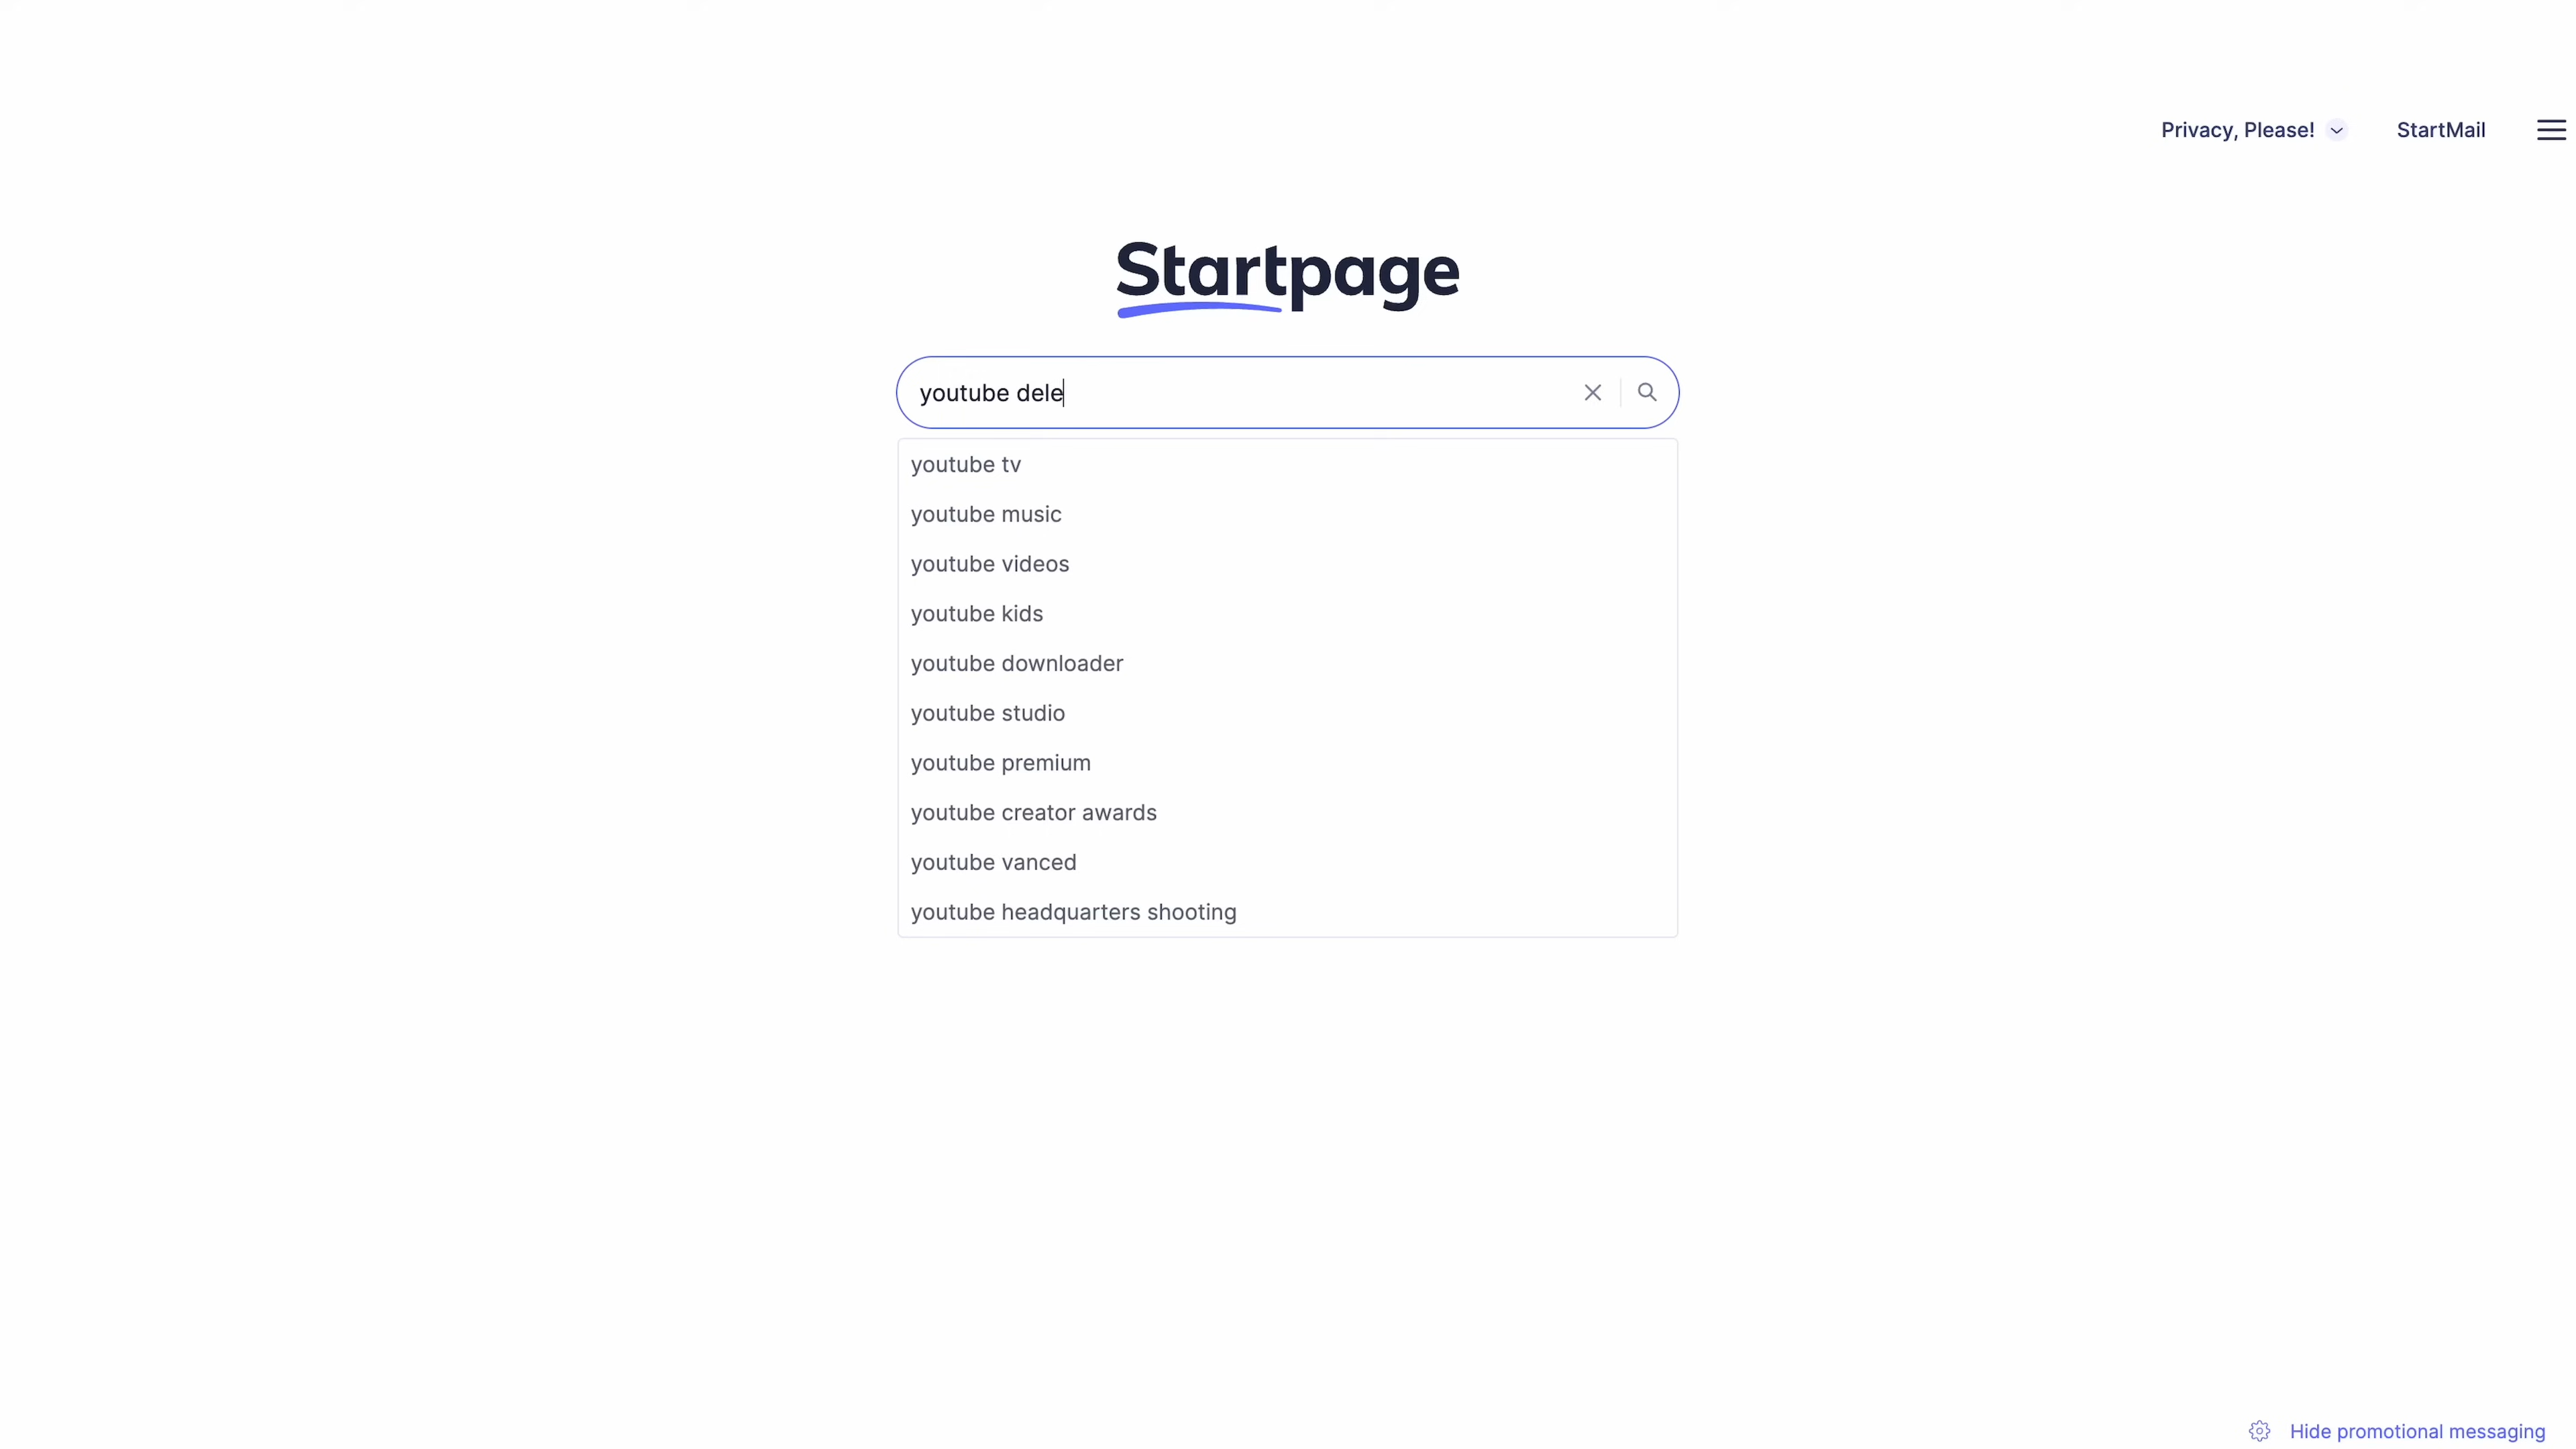 Privacy, Please!
StartMail
Startpage
youtube dele
youtube tv
youtube music
youtube videos
youtube kids
youtube downloader
youtube studio
youtube premium
youtube creator awards
youtube vanced
youtube headquarters shooting
Hide promotional messaging